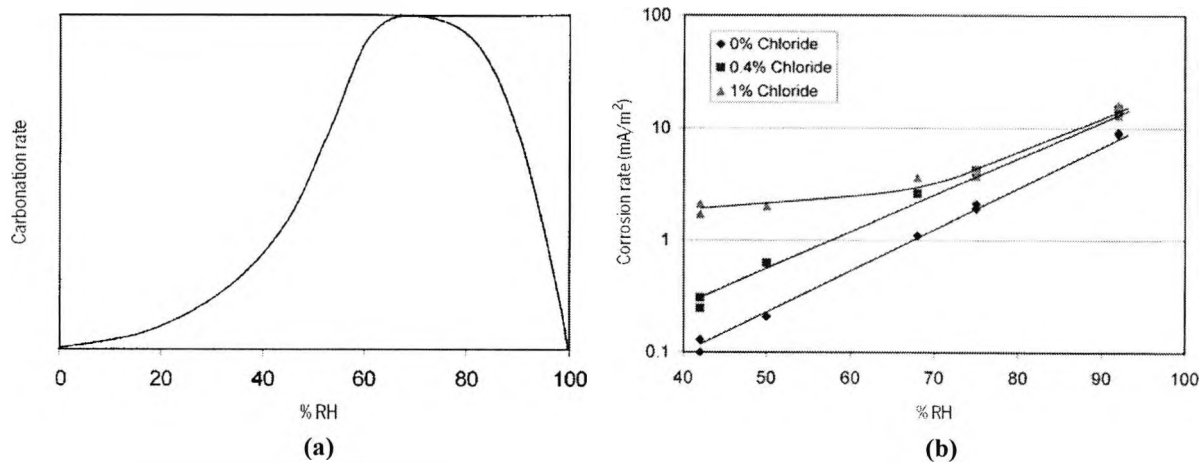 Carbonation rate
0 20 40 60 80 100
% RH
(a)
100
10
1
0.1
Corrosion rate (mA/m²)
0% Chloride
0.4% Chloride
1% Chloride
40 50 60 70 80 90 100
% RH
(b)